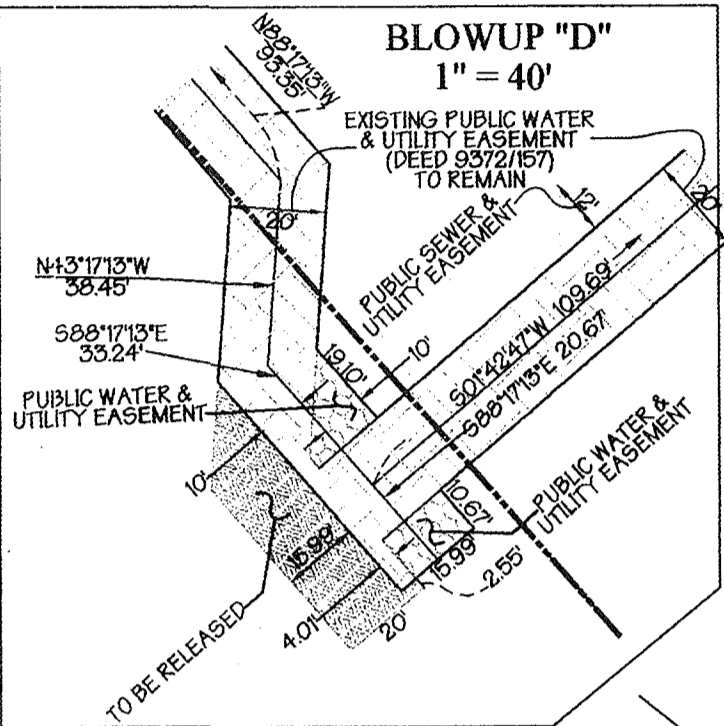 BLOWUP "D"
1" = 40'
N88°17'13"W
93.35'
EXISTING PUBLIC WATER
& UTILITY EASEMENT
(DEED 9372/157)
TO REMAIN
20'
12'
20'
PUBLIC SEWER &
UTILITY EASEMENT
N43°17'13"W
38.45'
S88°17'13"E
33.24'
PUBLIC WATER &
UTILITY EASEMENT
19.10'
10'
S01°42'47"W 109.69'
S88°17'13"E 20.67'
PUBLIC WATER &
UTILITY EASEMENT
10'
10.67'
15.99'
15.99'
2.55'
4.01'
20'
TO BE RELEASED